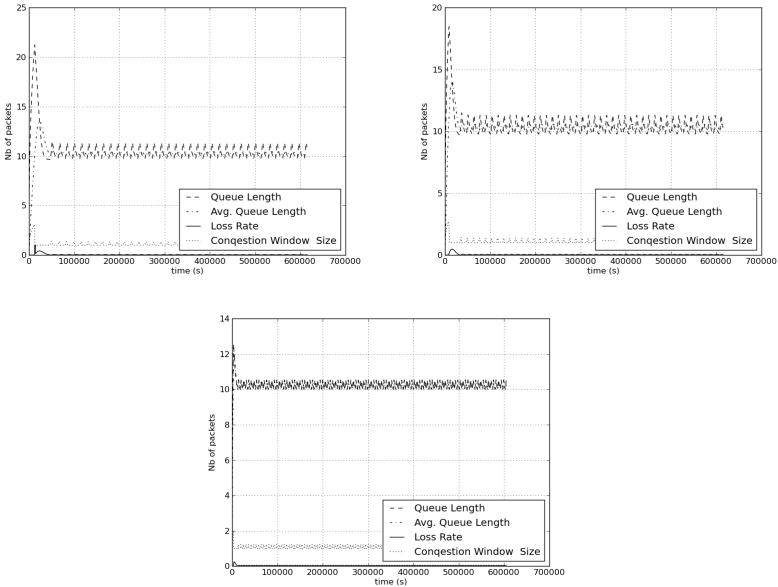 25
20
15
10
5
0
Nb of packets
0 100000 200000 300000 400000 500000 600000 700000
time (s)
Queue Length
Avg. Queue Length
Loss Rate
Conqestion Window Size
20
15
10
5
0
Nb of packets
0 100000 200000 300000 400000 500000 600000 700000
time (s)
Queue Length
Avg. Queue Length
Loss Rate
Conqestion Window Size
14
12
10
8
6
4
2
0
Nb of packets
0 100000 200000 300000 400000 500000 600000 700000
time (s)
Queue Length
Avg. Queue Length
Loss Rate
Conqestion Window Size